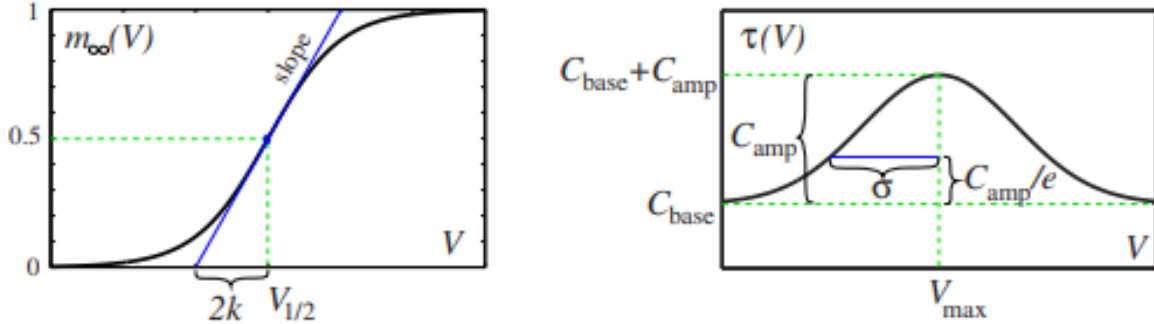 1
m∞(V)
slope
0.5
V
0
2k
V1/2
τ(V)
Cbase+Camp
Camp
σ
Camp/e
Cbase
V
Vmax